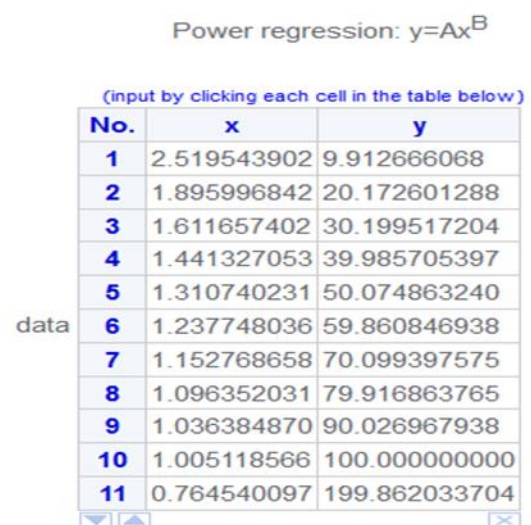 Power regression: y=Ax^B
(input by clicking each cell in the table below)
No. x y
1 2.519543902 9.912666068
2 1.895996842 20.172601288
3 1.611657402 30.199517204
4 1.441327053 39.985705397
5 1.310740231 50.074863240
data 6 1.237748036 59.860846938
7 1.152768658 70.099397575
8 1.096352031 79.916863765
9 1.036384870 90.026967938
10 1.005118566 100.000000000
11 0.764540097 199.862033704